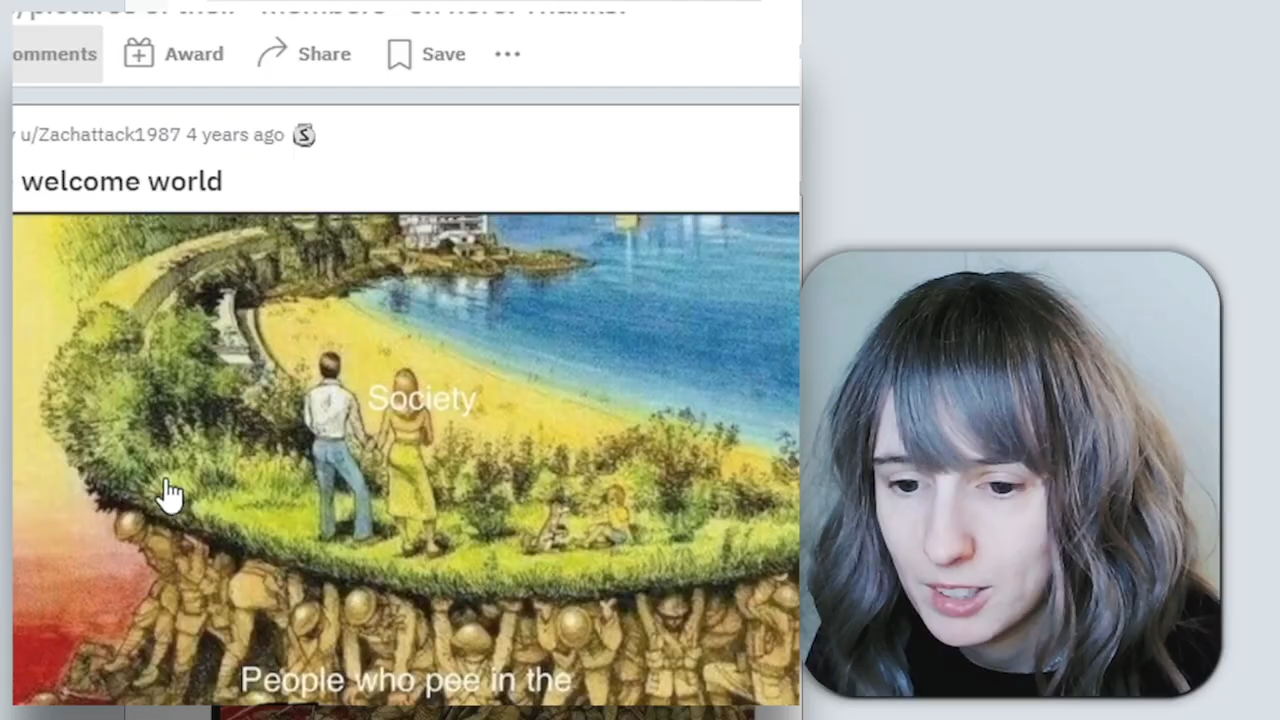 omments Award Share Save
u/Zachattack1987 4 years ago
welcome world
Society
People who pee in the